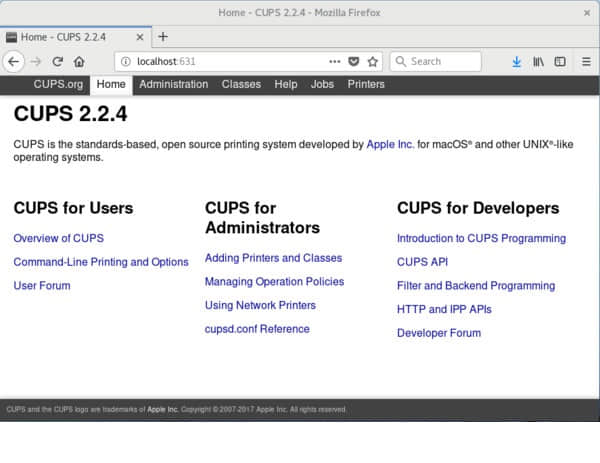 Home - CUPS 2.2.4 - Mozilla Firefox
Home - CUPS 2.2.4
localhost:631
Search
CUPS.org Home Administration Classes Help Jobs Printers
CUPS 2.2.4
CUPS is the standards-based, open source printing system developed by Apple Inc. for macOS® and other UNIX®-like
operating systems.
CUPS for Users
Overview of CUPS
Command-Line Printing and Options
User Forum
CUPS for
Administrators
Adding Printers and Classes
Managing Operation Policies
Using Network Printers
cupsd.conf Reference
CUPS for Developers
Introduction to CUPS Programming
CUPS API
Filter and Backend Programming
HTTP and IPP APIs
Developer Forum
CUPS and the CUPS logo are trademarks of Apple Inc. Copyright © 2007-2017 Apple Inc. All rights reserved.